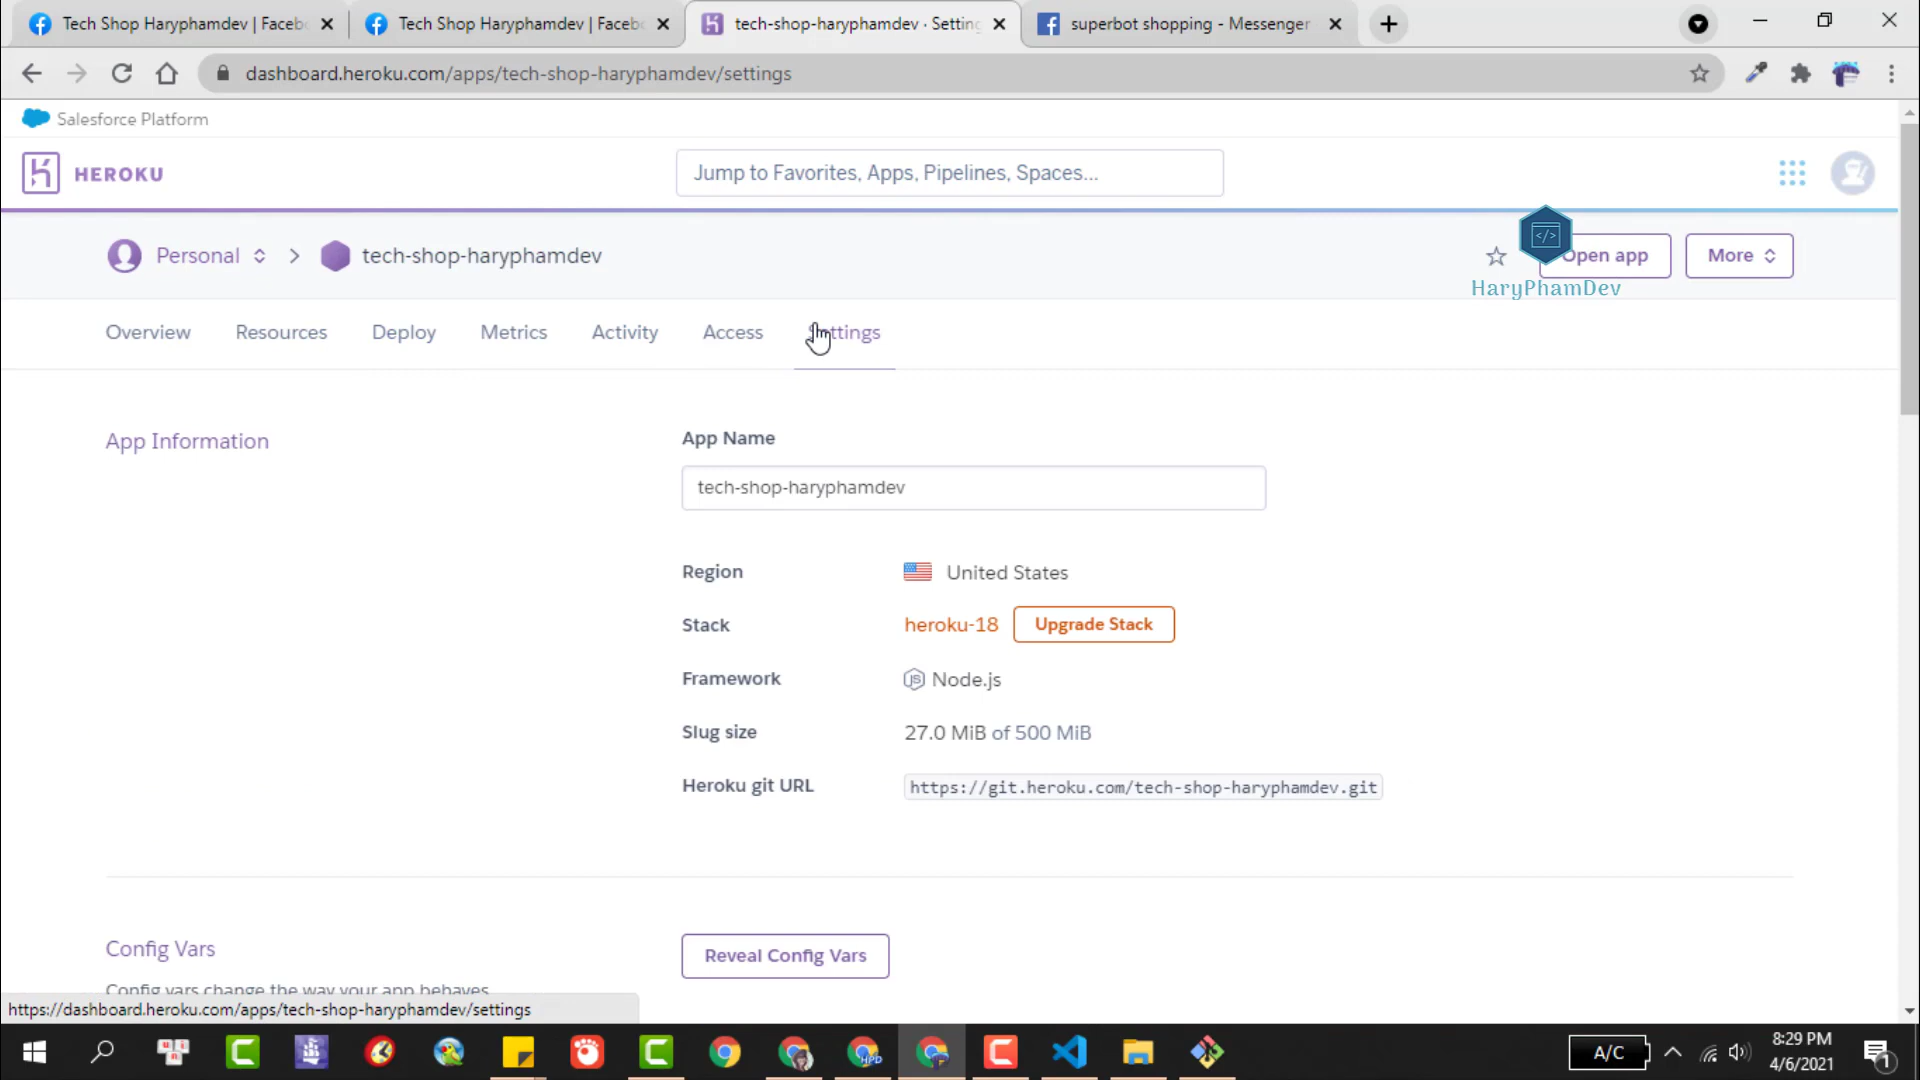 Tech Shop Haryphamdev | Facebo
Tech Shop Haryphamdev | Facebo
tech-shop-haryphamdev · Setting
superbot shopping - Messenger
dashboard.heroku.com/apps/tech-shop-haryphamdev/settings
Salesforce Platform
HEROKU
Jump to Favorites, Apps, Pipelines, Spaces...
Personal
tech-shop-haryphamdev
Open app
More
HaryPhamDev
Overview
Resources
Deploy
Metrics
Activity
Access
Settings
App Information
App Name
tech-shop-haryphamdev
Region
United States
Stack
heroku-18
Upgrade Stack
Framework
Node.js
Slug size
27.0 MiB of 500 MiB
Heroku git URL
https://git.heroku.com/tech-shop-haryphamdev.git
Config Vars
Reveal Config Vars
Config vars change the way your app behaves.
https://dashboard.heroku.com/apps/tech-shop-haryphamdev/settings
A/C
8:29 PM
4/6/2021
1